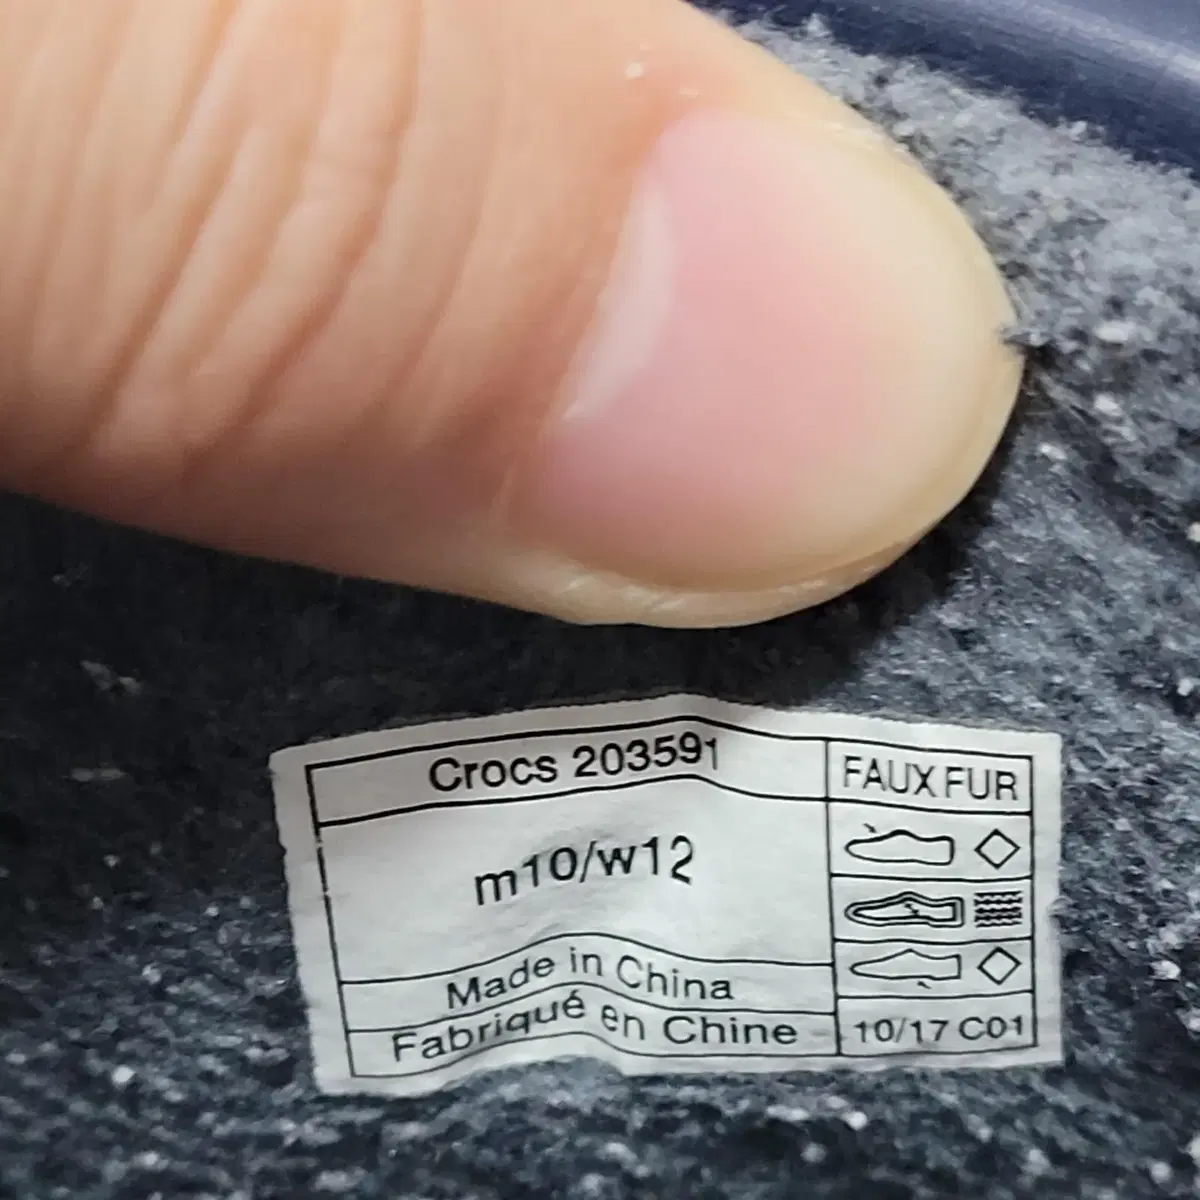 Crocs 203591
m10/w12
Made in China
Fabriqué en Chine
FAUX FUR
10/17 C01